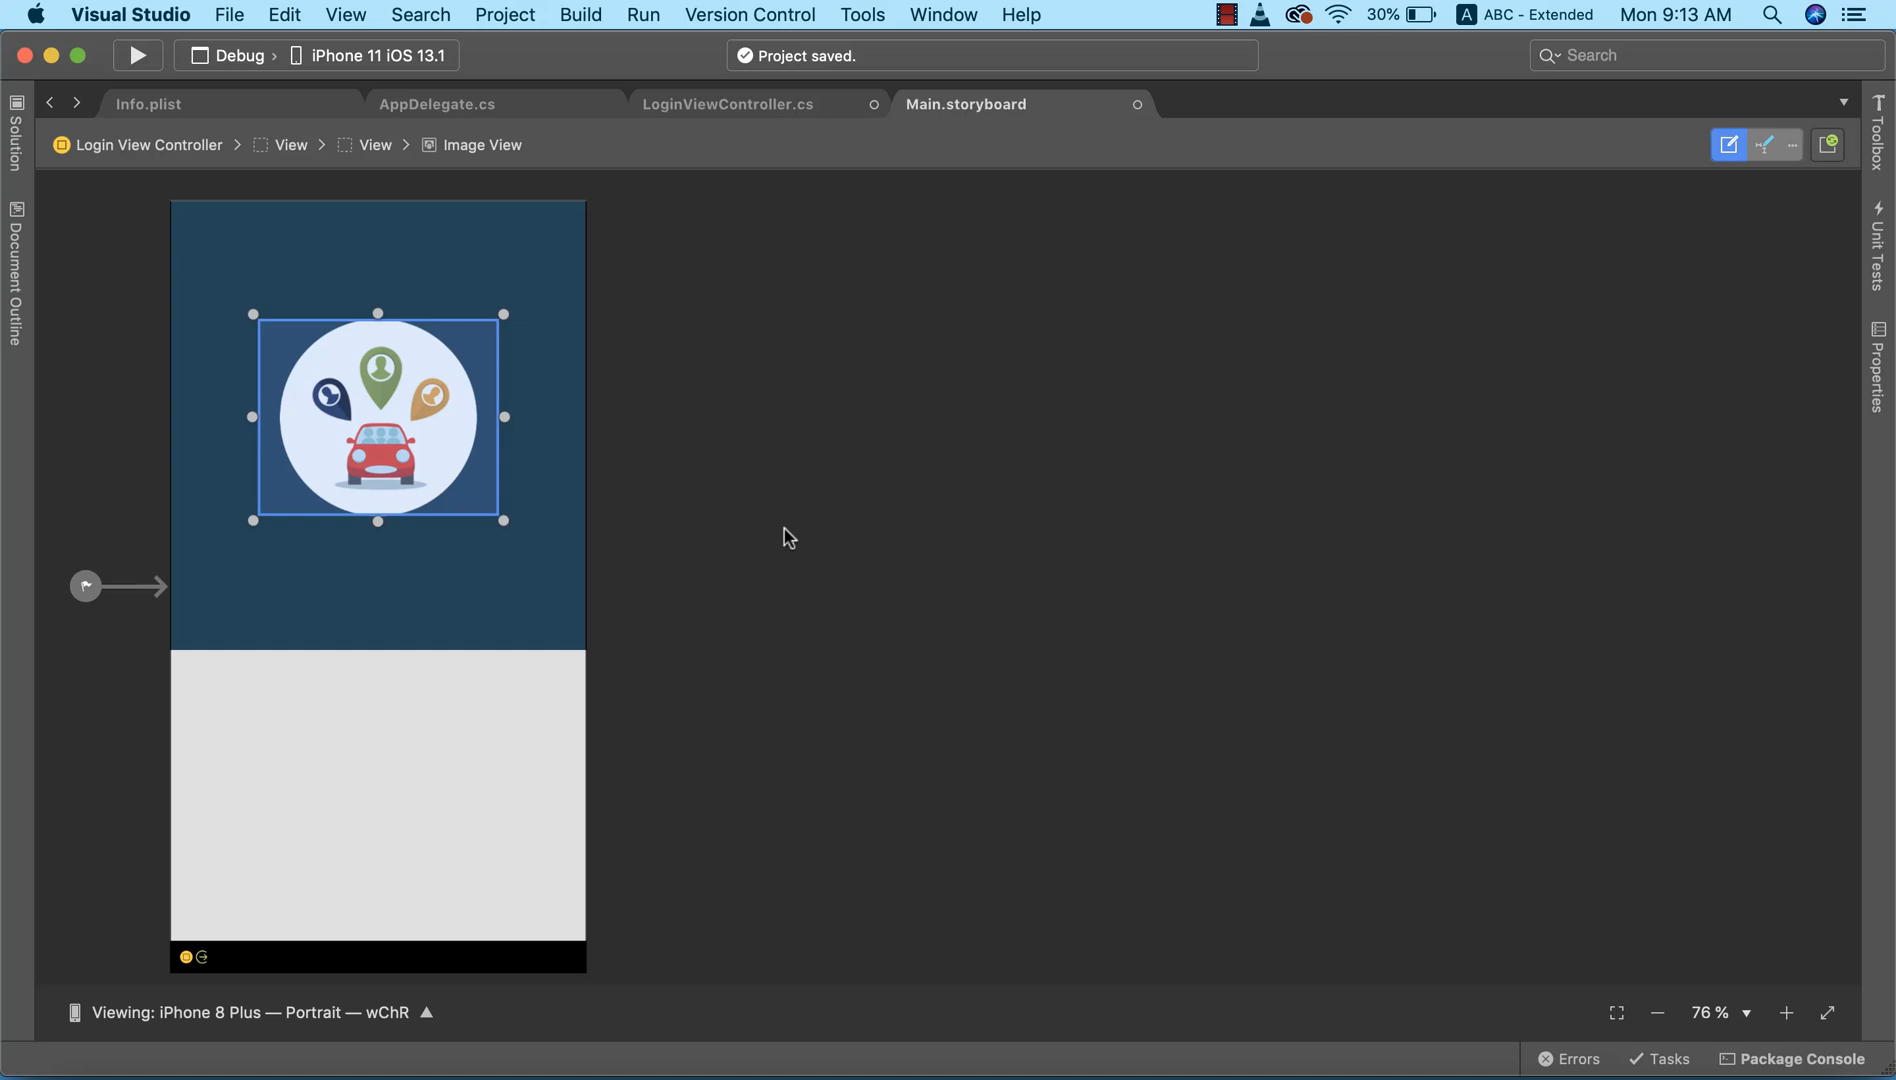 Visual Studio File Edit View Search Project Build Run Version Control Tools Window Help 30% A ABC - Extended Mon 9:13 AM
Debug › iPhone 11 iOS 13.1 Project saved. Search
Info.plist AppDelegate.cs LoginViewController.cs Main.storyboard
Login View Controller > View > View > Image View
Solution
Document Outline
Toolbox
Unit Tests
Properties
Viewing: iPhone 8 Plus — Portrait — wChR 76 %
Errors Tasks Package Console